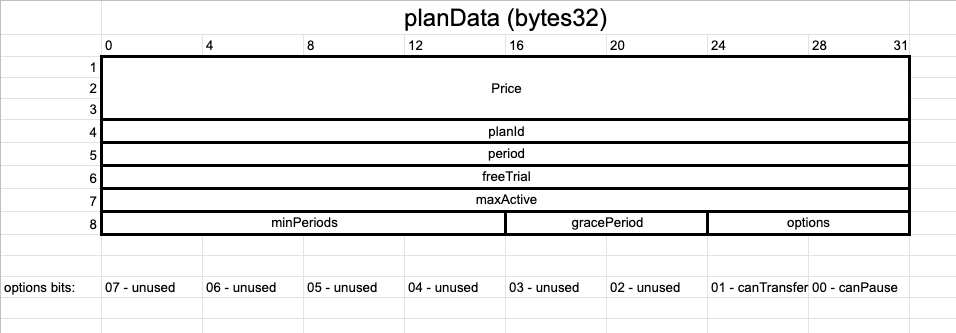 planData (bytes32)
0 4 8 12 16 20 24 28 31
1
2 Price
3
4 planId
5 period
6 freeTrial
7 maxActive
8 minPeriods gracePeriod options
options bits: 07 - unused 06 - unused 05 - unused 04 - unused 03 - unused 02 - unused 01 - canTransfer 00 - canPause